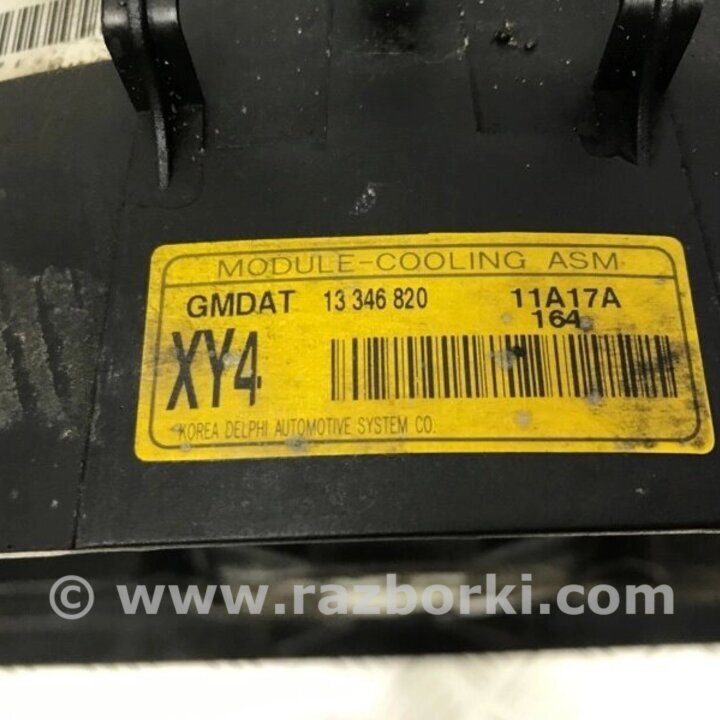 MODULE-COOLING ASM
GMDAT 13 346 820 11A17A
XY4 164
KOREA DELPHI AUTOMOTIVE SYSTEM CO.
© www.razborki.com